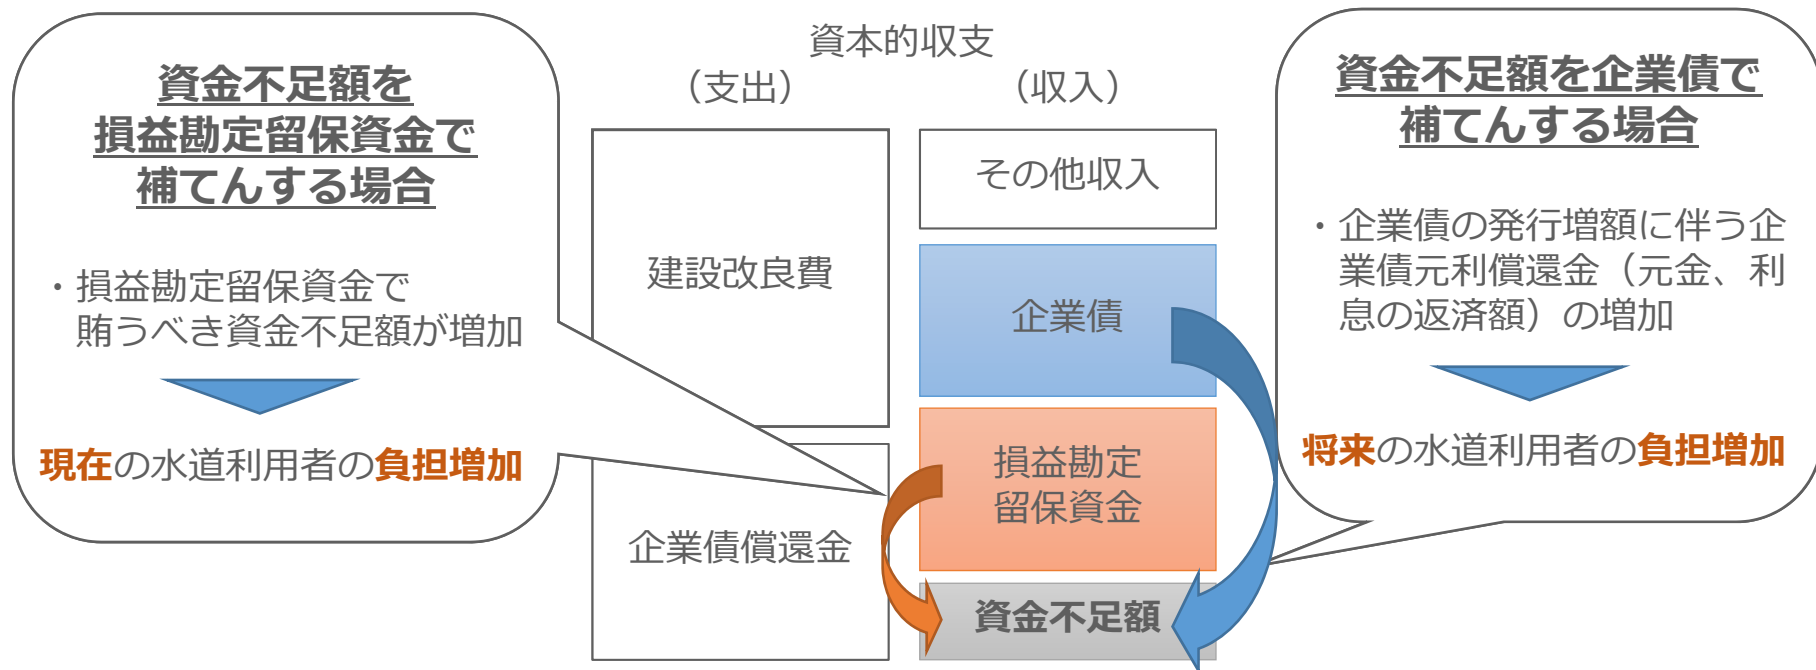 資金不足額を
損益勘定留保資金で
補てんする場合
・損益勘定留保資金で
賄うべき資金不足額が増加
現在の水道利用者の負担増加
資本的収支
（支出）
（収入）
建設改良費
企業債償還金
その他収入
企業債
損益勘定
留保資金
資金不足額
資金不足額を企業債で
補てんする場合
・企業債の発行増額に伴う企
業債元利償還金（元金、利
息の返済額）の増加
将来の水道利用者の負担増加